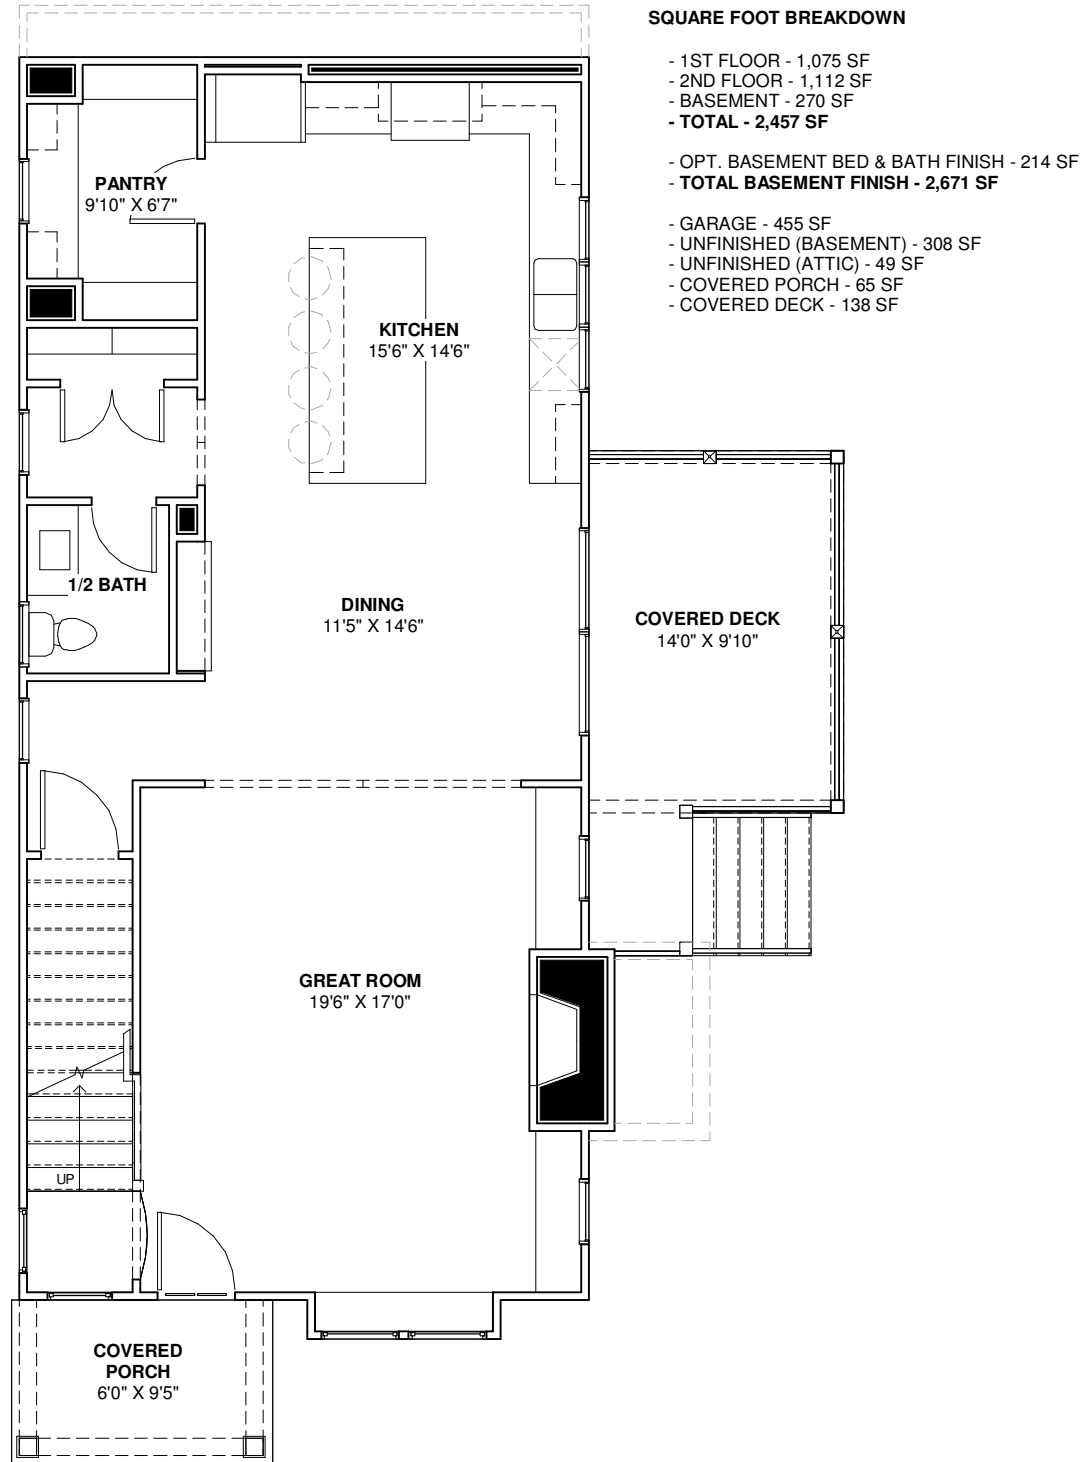 SQUARE FOOT BREAKDOWN
- 1ST FLOOR - 1,075 SF
- 2ND FLOOR - 1,112 SF
- BASEMENT - 270 SF
- TOTAL - 2,457 SF
- OPT. BASEMENT BED & BATH FINISH - 214 SF
- TOTAL BASEMENT FINISH - 2,671 SF
- GARAGE - 455 SF
- UNFINISHED (BASEMENT) - 308 SF
- UNFINISHED (ATTIC) - 49 SF
- COVERED PORCH - 65 SF
- COVERED DECK - 138 SF
PANTRY
9'10" X 6'7"
KITCHEN
15'6" X 14'6"
1/2 BATH
DINING
11'5" X 14'6"
COVERED DECK
14'0" X 9'10"
GREAT ROOM
19'6" X 17'0"
UP
COVERED
PORCH
6'0" X 9'5"